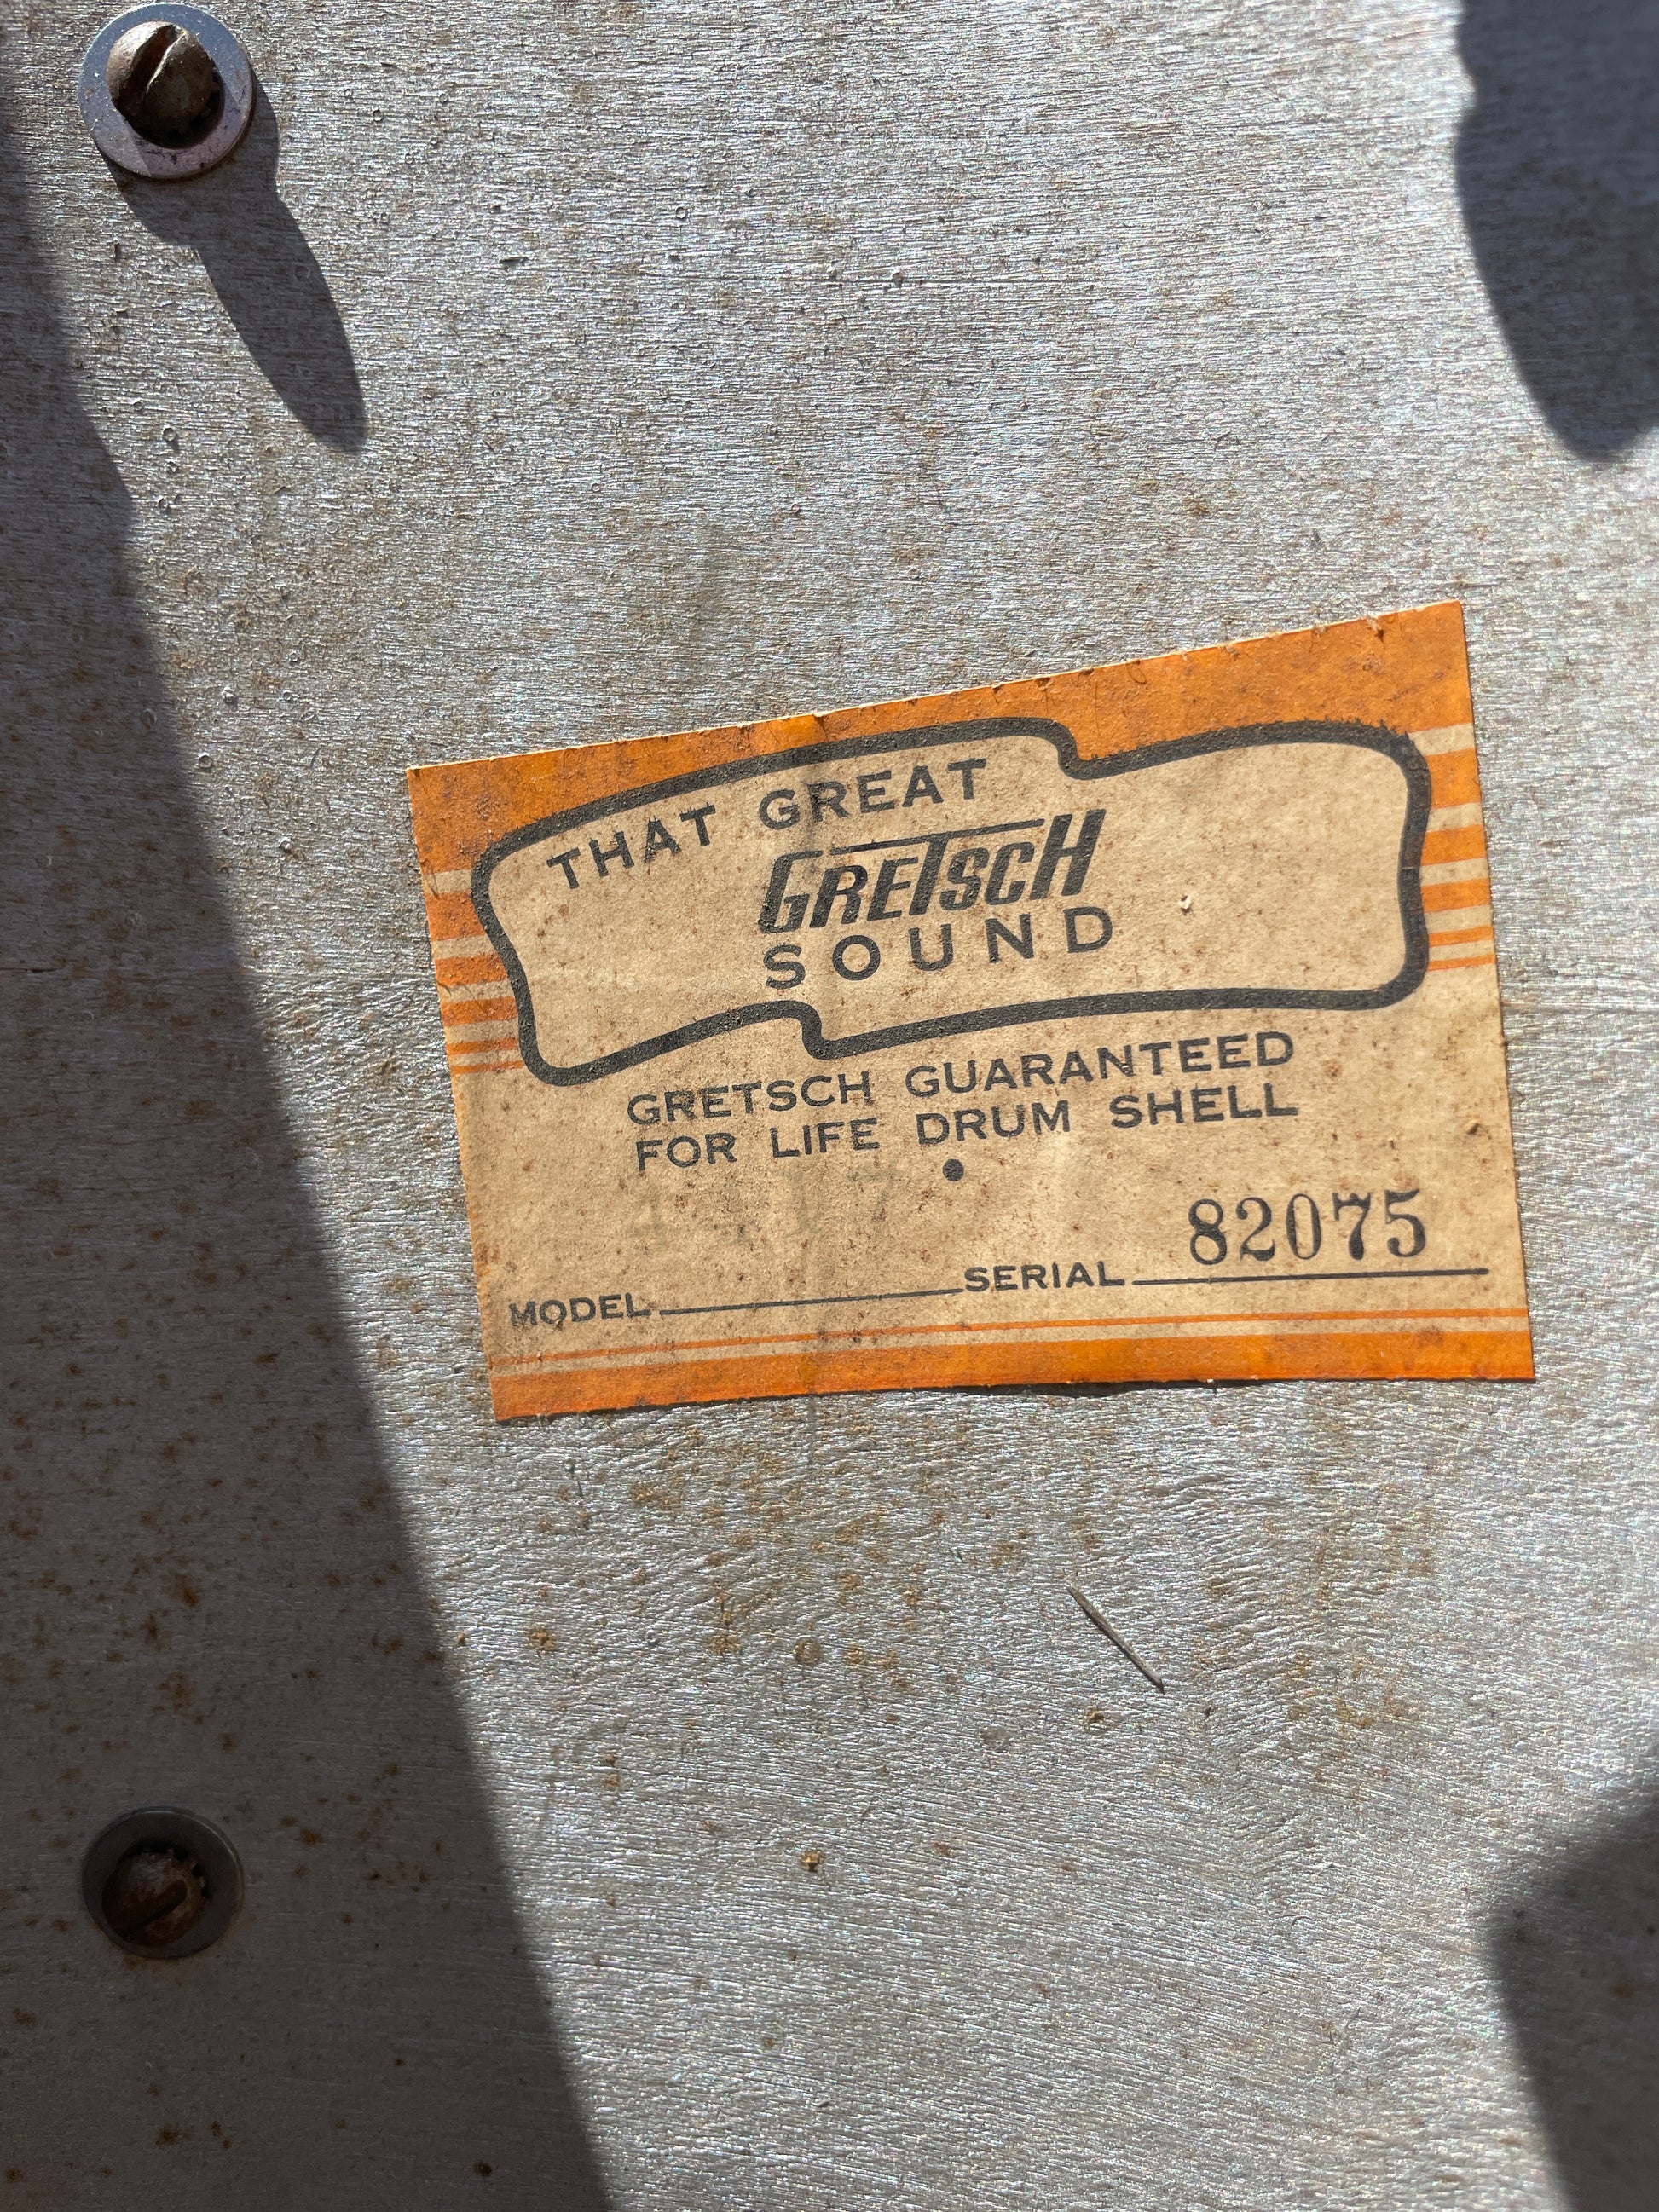 THAT GREAT
GRETSCH
SOUND
GRETSCH GUARANTEED
FOR LIFE DRUM SHELL
MODEL SERIAL 82075